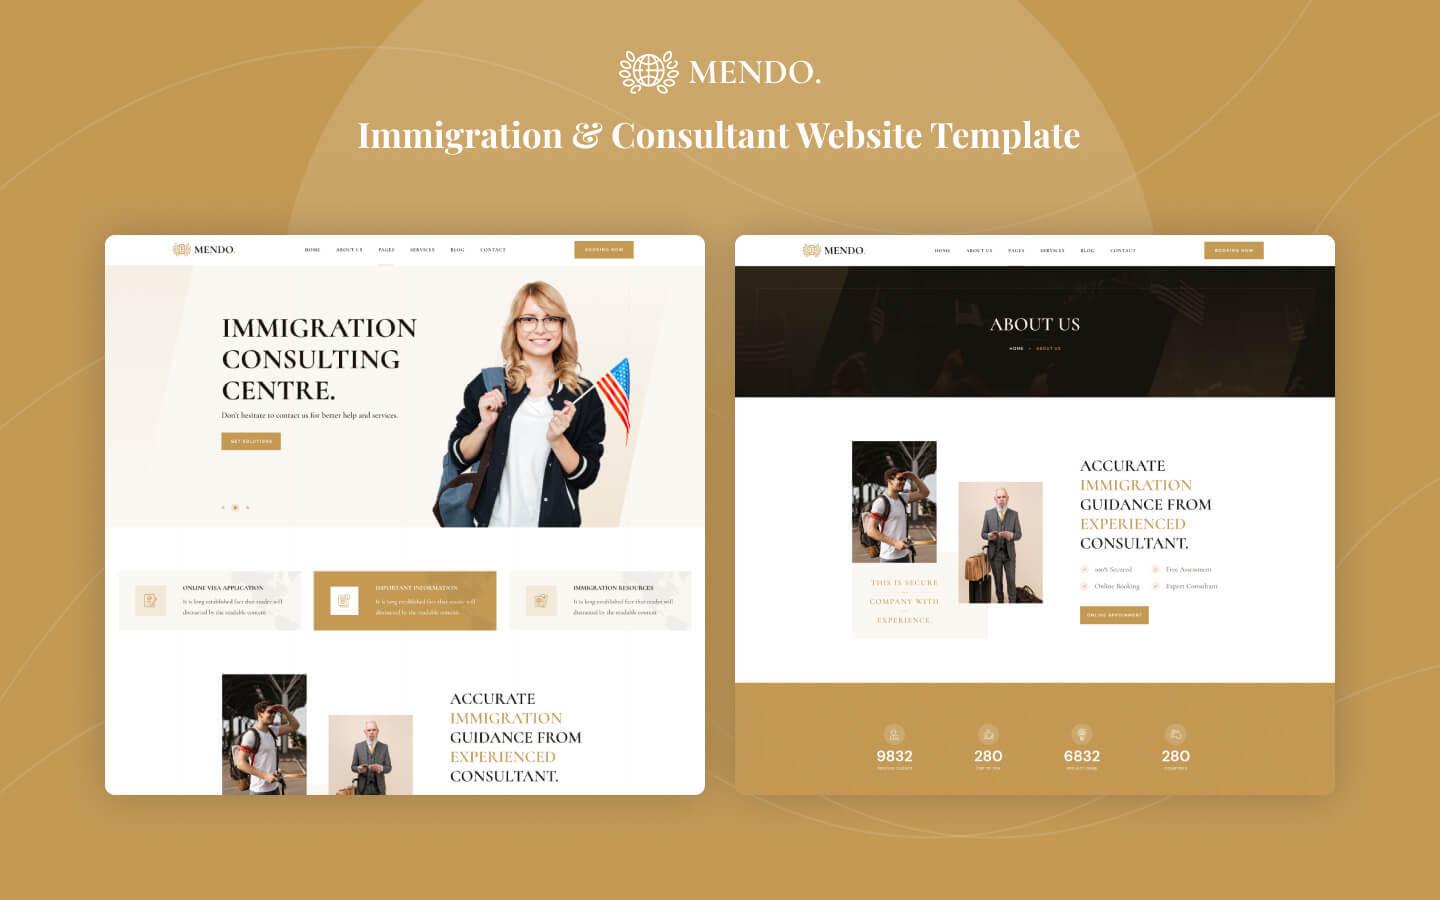 MENDO.
Immigration & Consultant Website Template
MENDO.
HOME ABOUT US PAGES SERVICES BLOG CONTACT
BOOKING NOW
IMMIGRATION
CONSULTING
CENTRE.
Don't hesitate to contact us for better help and services.
GET SOLUTIONS
ONLINE VISA APPLICATION
It is long established fact that reader will
distracted by the readable content
IMPORTANT INFORMATION
It is long established fact that reader will
distracted by the readable content
IMMIGRATION RESOURCES
It is long established fact that reader will
distracted by the readable content
ACCURATE
IMMIGRATION
GUIDANCE FROM
EXPERIENCED
CONSULTANT.
MENDO.
HOME ABOUT US PAGES SERVICES BLOG CONTACT
BOOKING NOW
ABOUT US
HOME ABOUT US
THIS IS SECURE
COMPANY WITH
EXPERIENCE.
ACCURATE
IMMIGRATION
GUIDANCE FROM
EXPERIENCED
CONSULTANT.
100% Secured Free Assesment
Online Booking Expert Consultant
ONLINE APPOINMENT
9832 280 6832 280
COUNTRIES